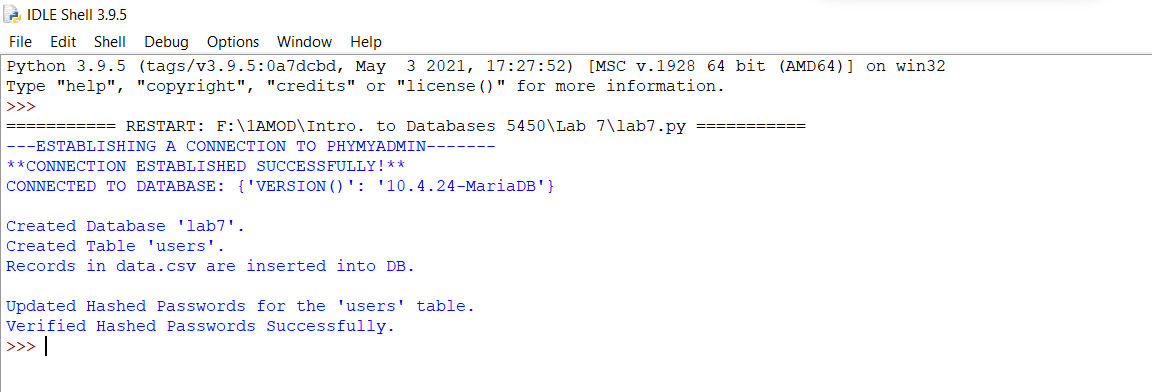 IDLE Shell 3.9.5
File Edit Shell Debug Options Window Help
Python 3.9.5 (tags/v3.9.5:0a7dcbd, May  3 2021, 17:27:52) [MSC v.1928 64 bit (AMD64)] on win32
Type "help", "copyright", "credits" or "license()" for more information.
>>>
=========== RESTART: F:\1AMOD\Intro. to Databases 5450\Lab 7\lab7.py ===========
---ESTABLISHING A CONNECTION TO PHYMYADMIN-------
**CONNECTION ESTABLISHED SUCCESSFULLY!**
CONNECTED TO DATABASE: {'VERSION()': '10.4.24-MariaDB'}
Created Database 'lab7'.
Created Table 'users'.
Records in data.csv are inserted into DB.
Updated Hashed Passwords for the 'users' table.
Verified Hashed Passwords Successfully.
>>>